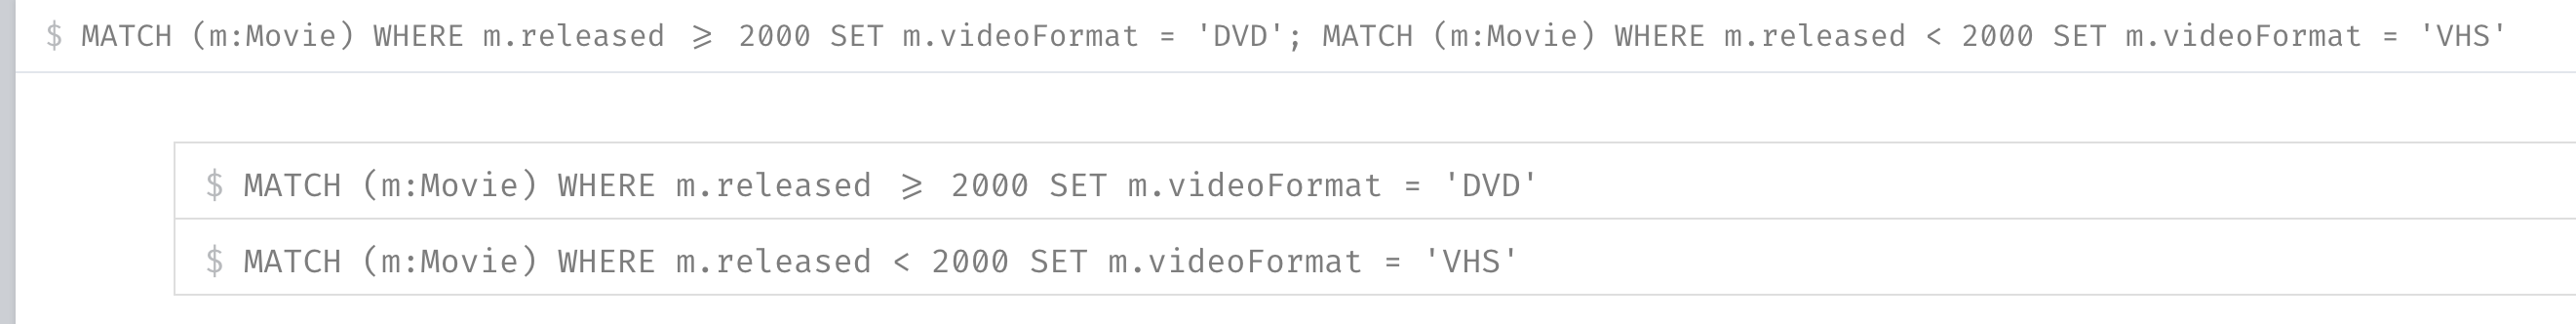 $ MATCH (m:Movie) WHERE m.released ⩾ 2000 SET m.videoFormat = 'DVD'; MATCH (m:Movie) WHERE m.released < 2000 SET m.videoFormat = 'VHS'
$ MATCH (m:Movie) WHERE m.released ⩾ 2000 SET m.videoFormat = 'DVD'
$ MATCH (m:Movie) WHERE m.released < 2000 SET m.videoFormat = 'VHS'